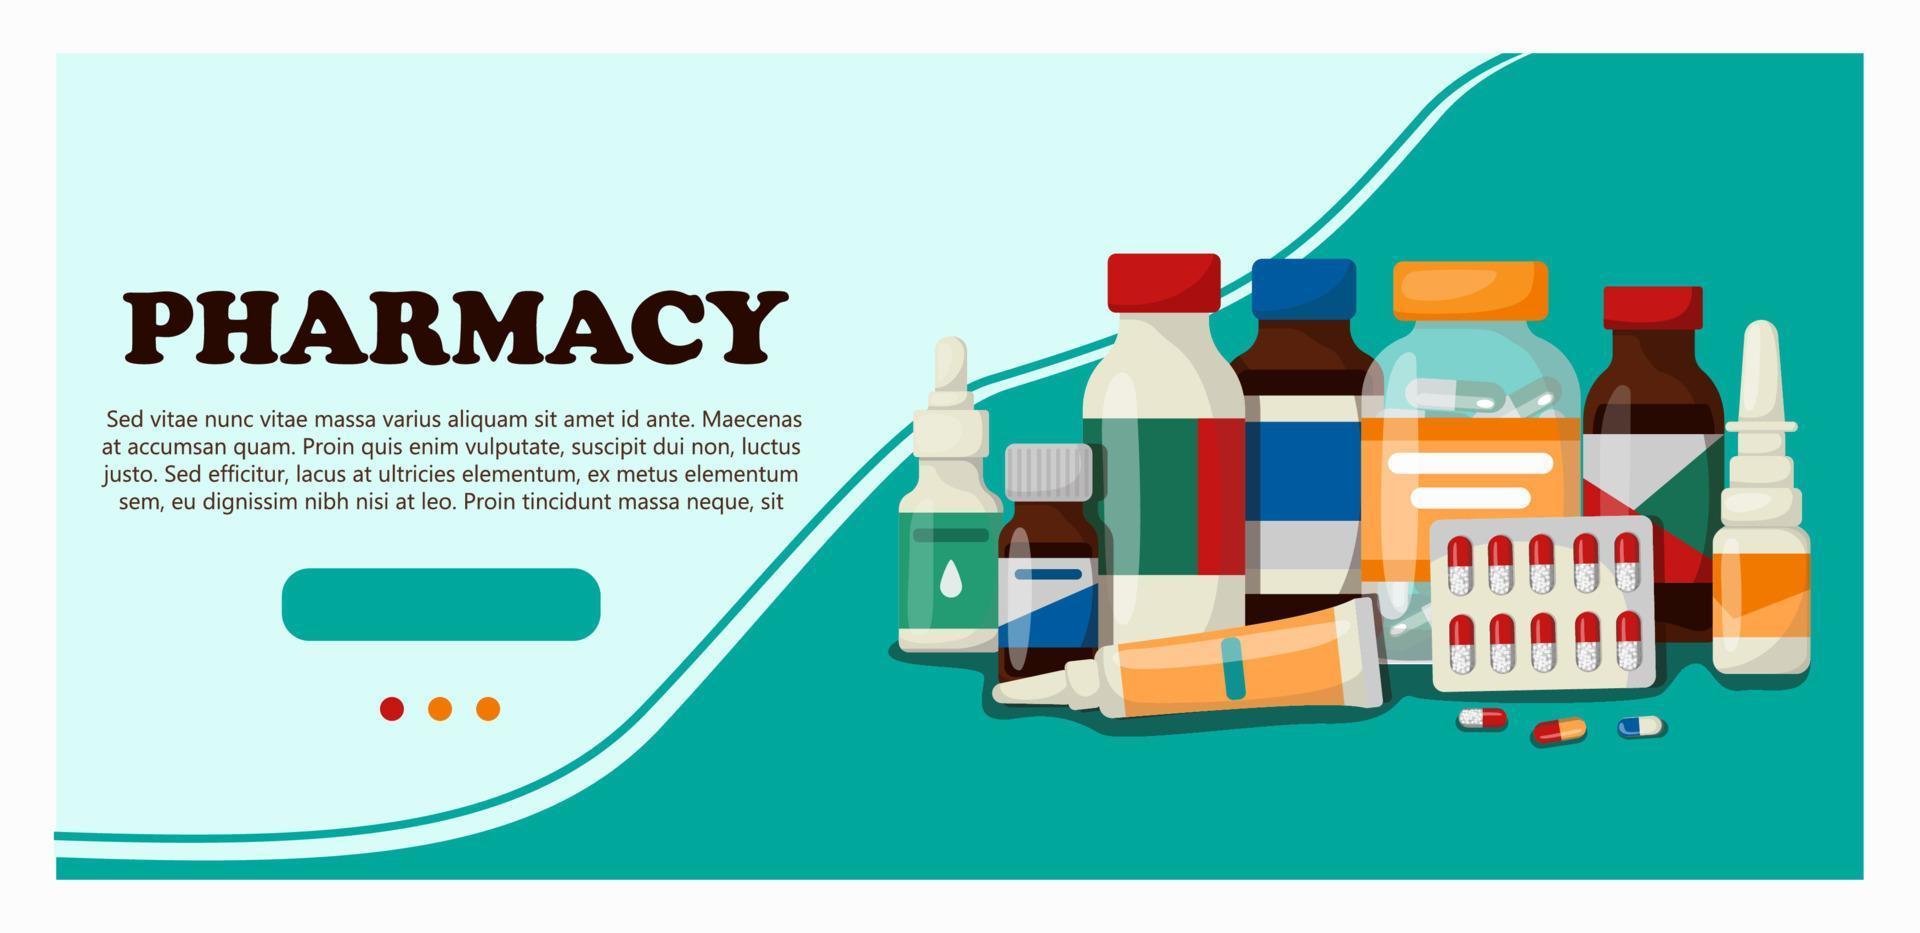 PHARMACY
Sed vitae nunc vitae massa varius aliquam sit amet id ante. Maecenas
at accumsan quam. Proin quis enim vulputate, suscipit dui non, luctus
justo. Sed efficitur, lacus at ultricies elementum, ex metus elementum
sem, eu dignissim nibh nisi at leo. Proin tincidunt massa neque, sit